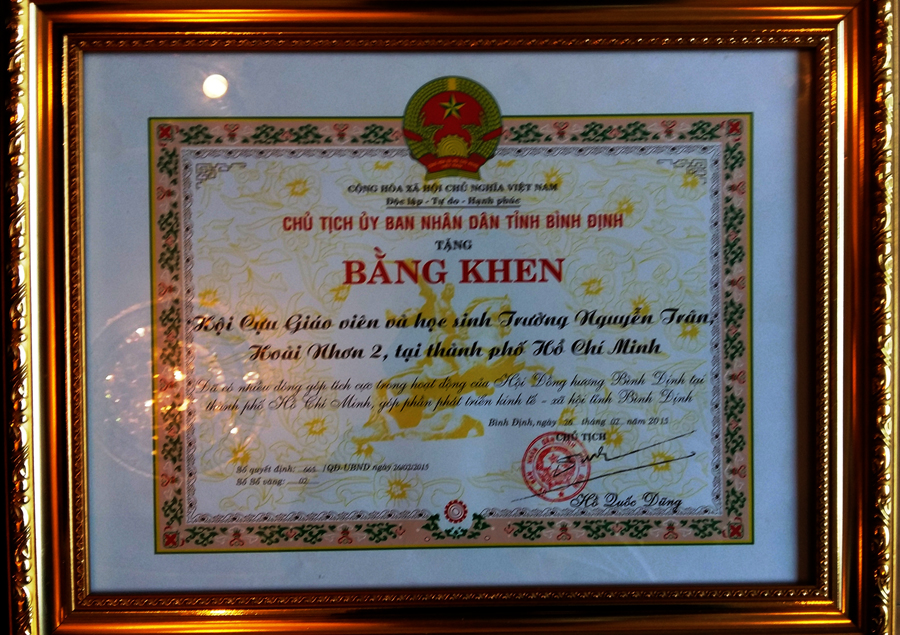 CỘNG HÒA XÃ HỘI CHỦ NGHĨA VIỆT NAM
Độc lập - Tự do - Hạnh phúc
CHỦ TỊCH ỦY BAN NHÂN DÂN TỈNH BÌNH ĐỊNH
TẶNG
BẰNG KHEN
Hội Cựu Giáo viên và học sinh Trường Nguyễn Trân,
Hoài Nhơn 2, tại thành phố Hồ Chí Minh
Đã có nhiều đóng góp tích cực trong hoạt động của Hội Đồng hương Bình Định tại
thành phố Hồ Chí Minh, góp phần phát triển kinh tế - xã hội tỉnh Bình Định
Bình Định, ngày 26 tháng 02 năm 2015
CHỦ TỊCH
Số quyết định: 665 /QĐ-UBND ngày 26/02/2015
Số Sổ vàng: ....02....
Hồ Quốc Dũng